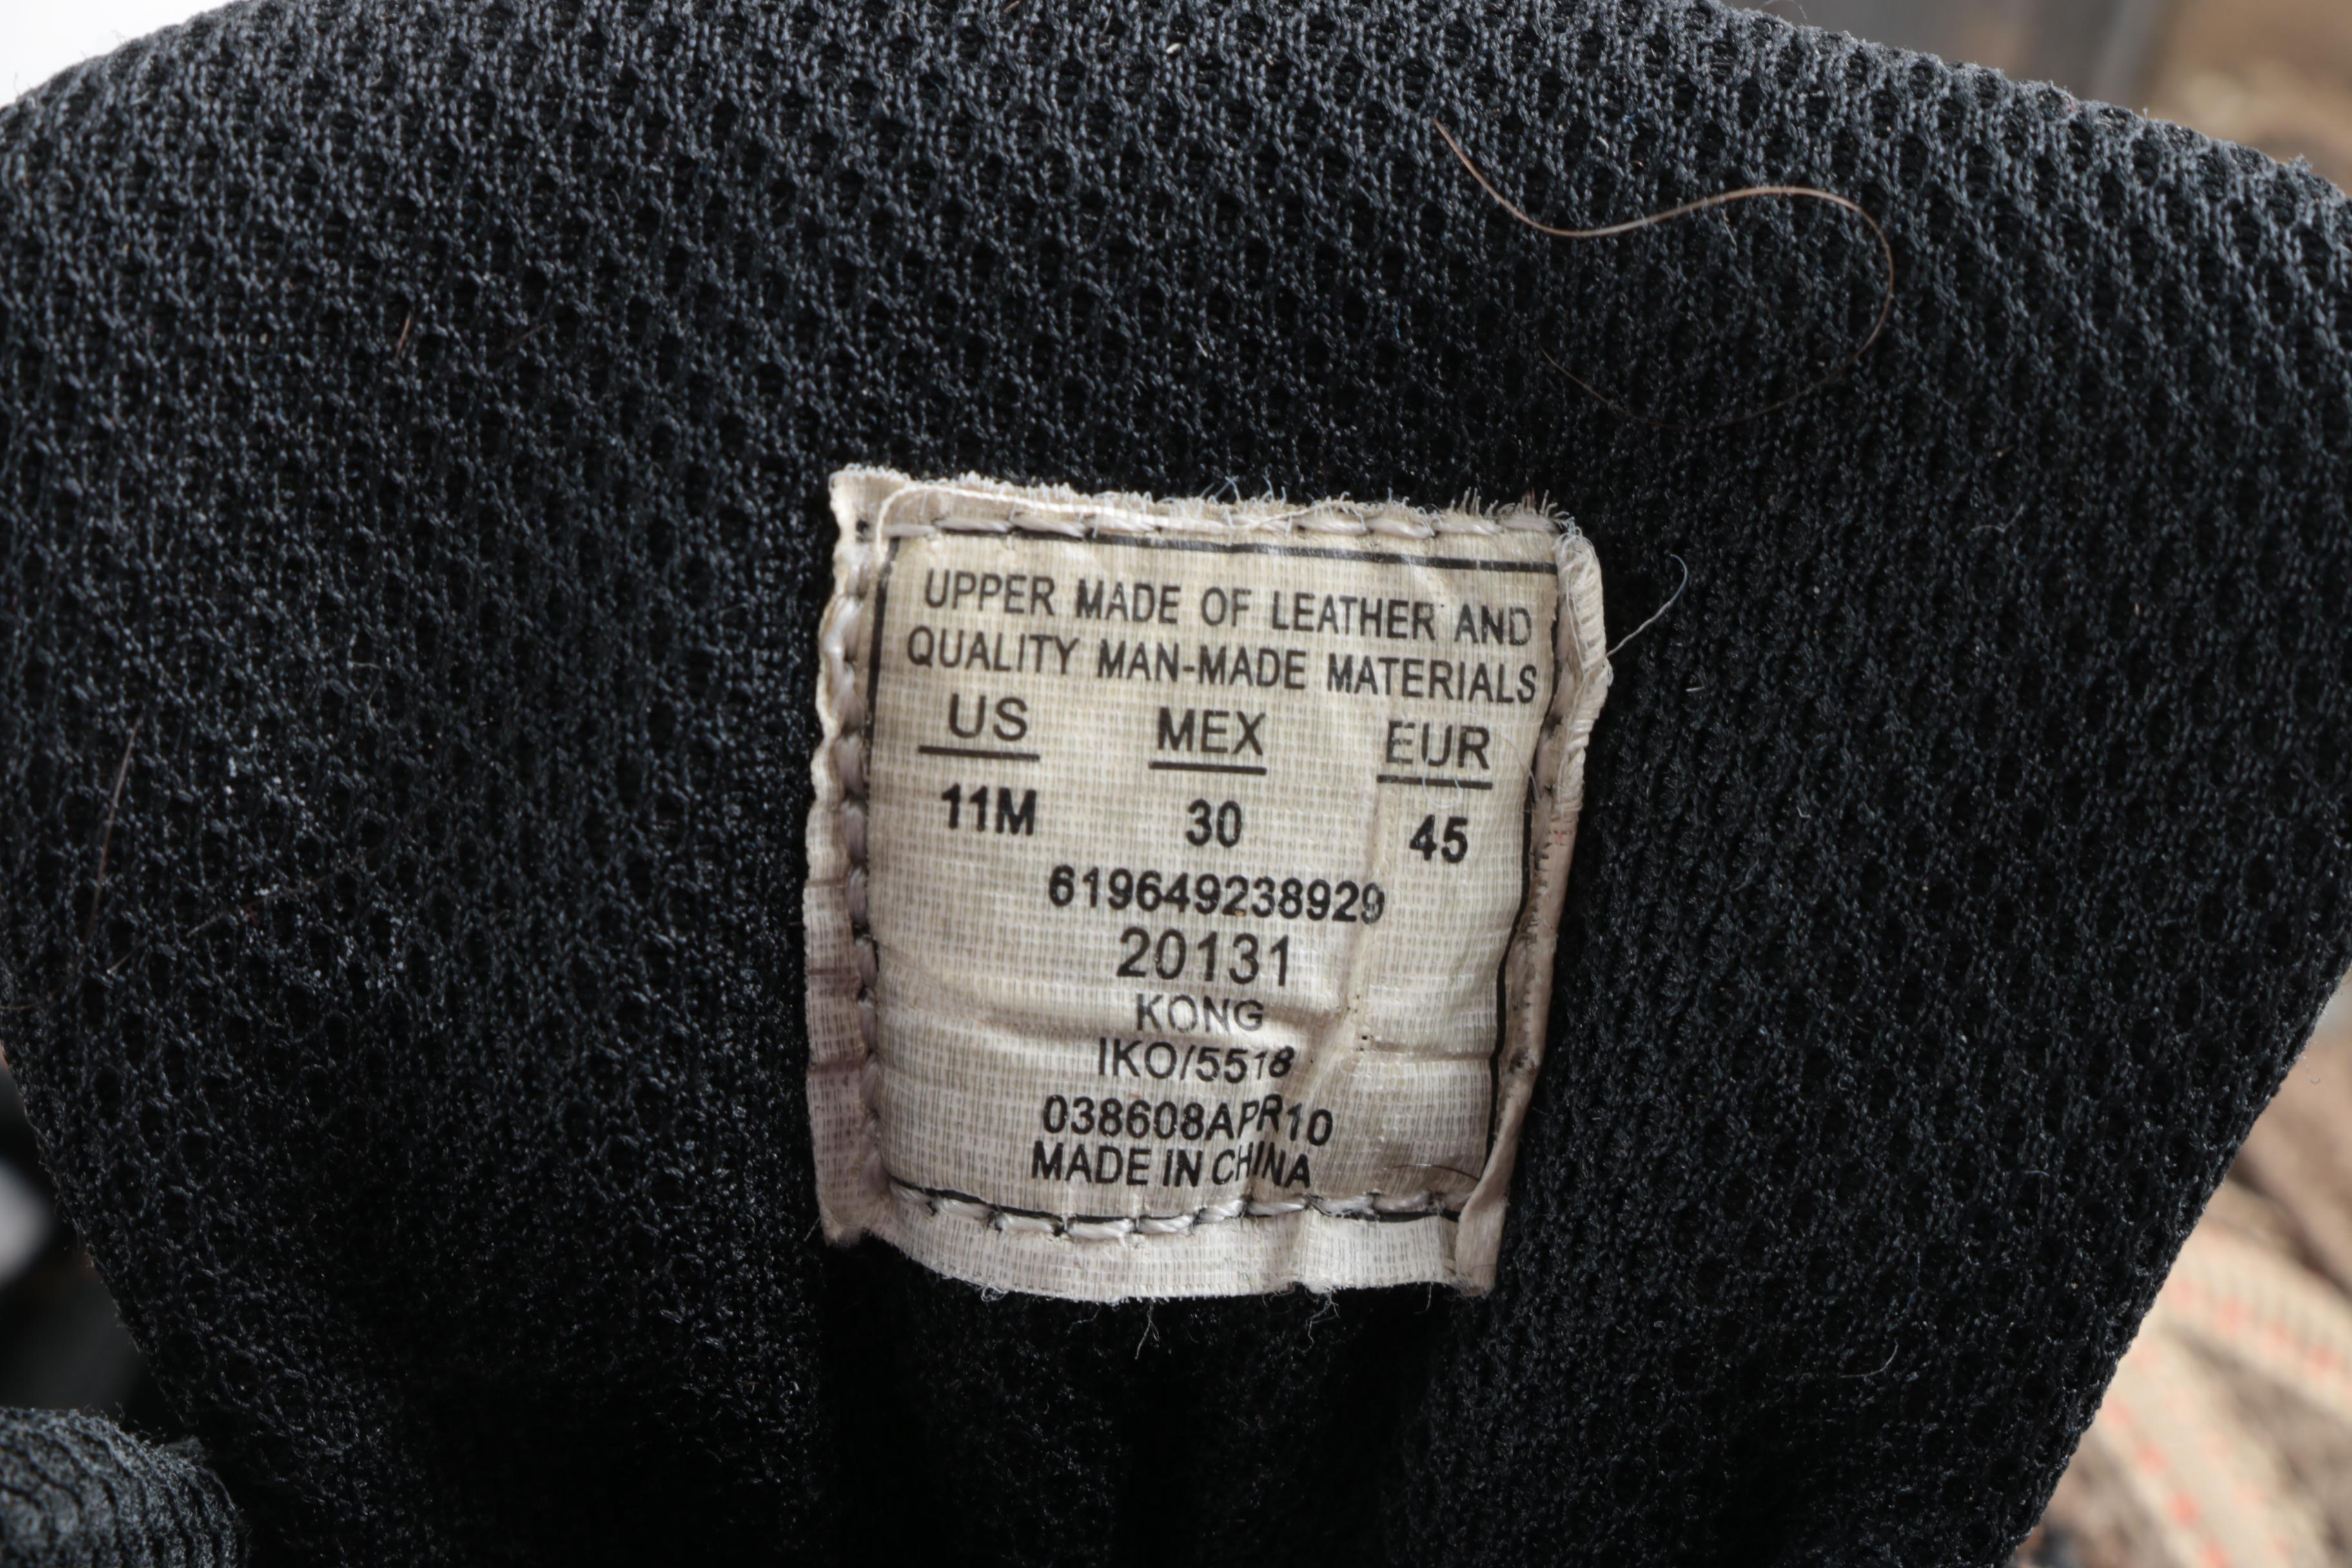 UPPER MADE OF LEATHER AND
QUALITY MAN-MADE MATERIALS
US MEX EUR
11M 30 45
619649238929
20131
KONG
IKO/5518
038608APR10
MADE IN CHINA